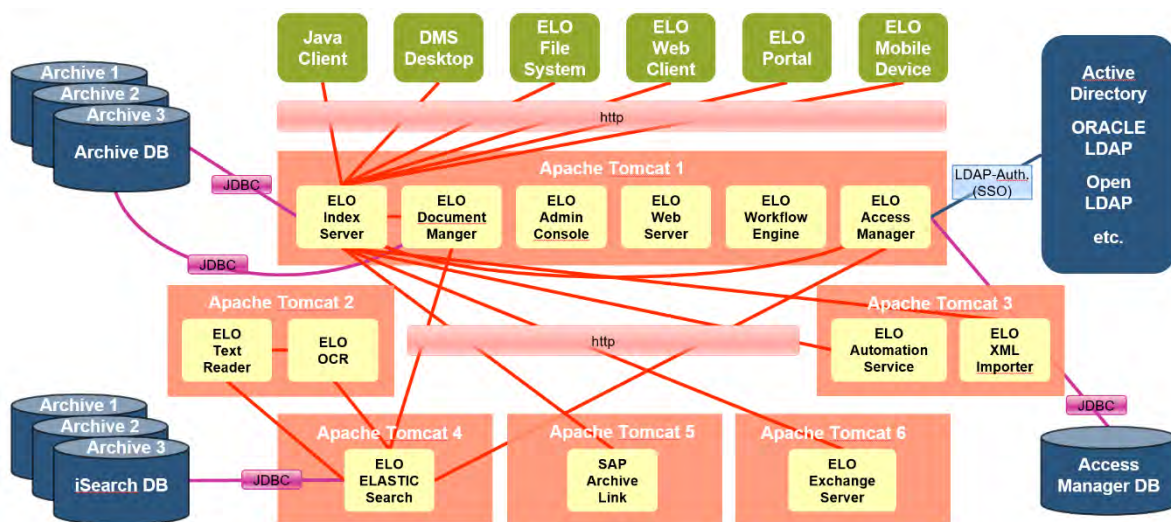 Java
Client
DMS
Desktop
ELO
File
System
ELO
Web
Client
ELO
Portal
ELO
Mobile
Device
Archive 1
Archive 2
Archive 3
Archive DB
http
Active
Directory
ORACLE
LDAP
Open
LDAP
etc.
Apache Tomcat 1
JDBC
LDAP-Auth.
(SSO)
ELO
Index
Server
ELO
Document
Manger
ELO
Admin
Console
ELO
Web
Server
ELO
Workflow
Engine
ELO
Access
Manager
JDBC
Apache Tomcat 2
Apache Tomcat 3
ELO
Text
Reader
ELO
OCR
http
ELO
Automation
Service
ELO
XML
Importer
Archive 1
Archive 2
Archive 3
iSearch DB
JDBC
Apache Tomcat 4
ELO
ELASTIC
Search
Apache Tomcat 5
SAP
Archive
Link
Apache Tomcat 6
ELO
Exchange
Server
JDBC
Access
Manager DB